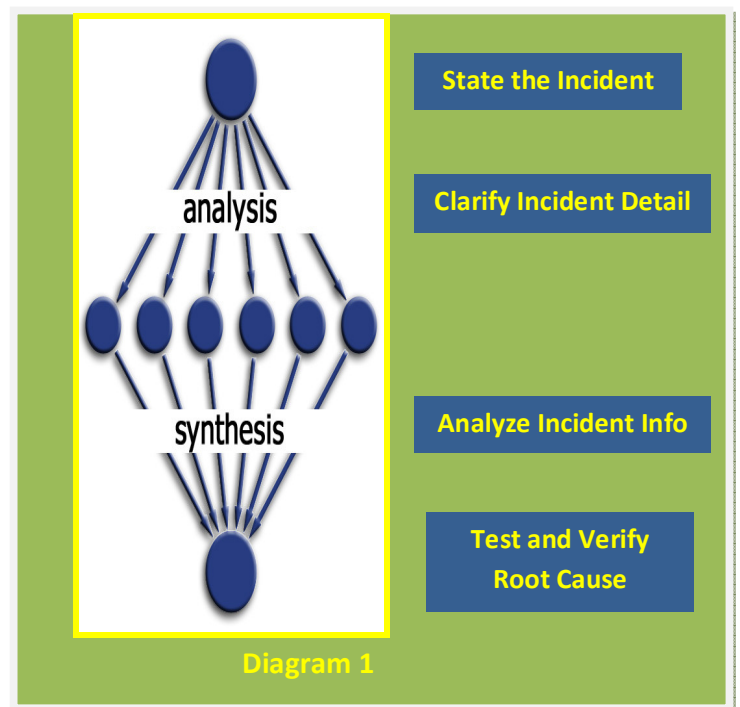 State the Incident
analysis
Clarify Incident Detail
synthesis
Analyze Incident Info
Test and Verify
Root Cause
Diagram 1